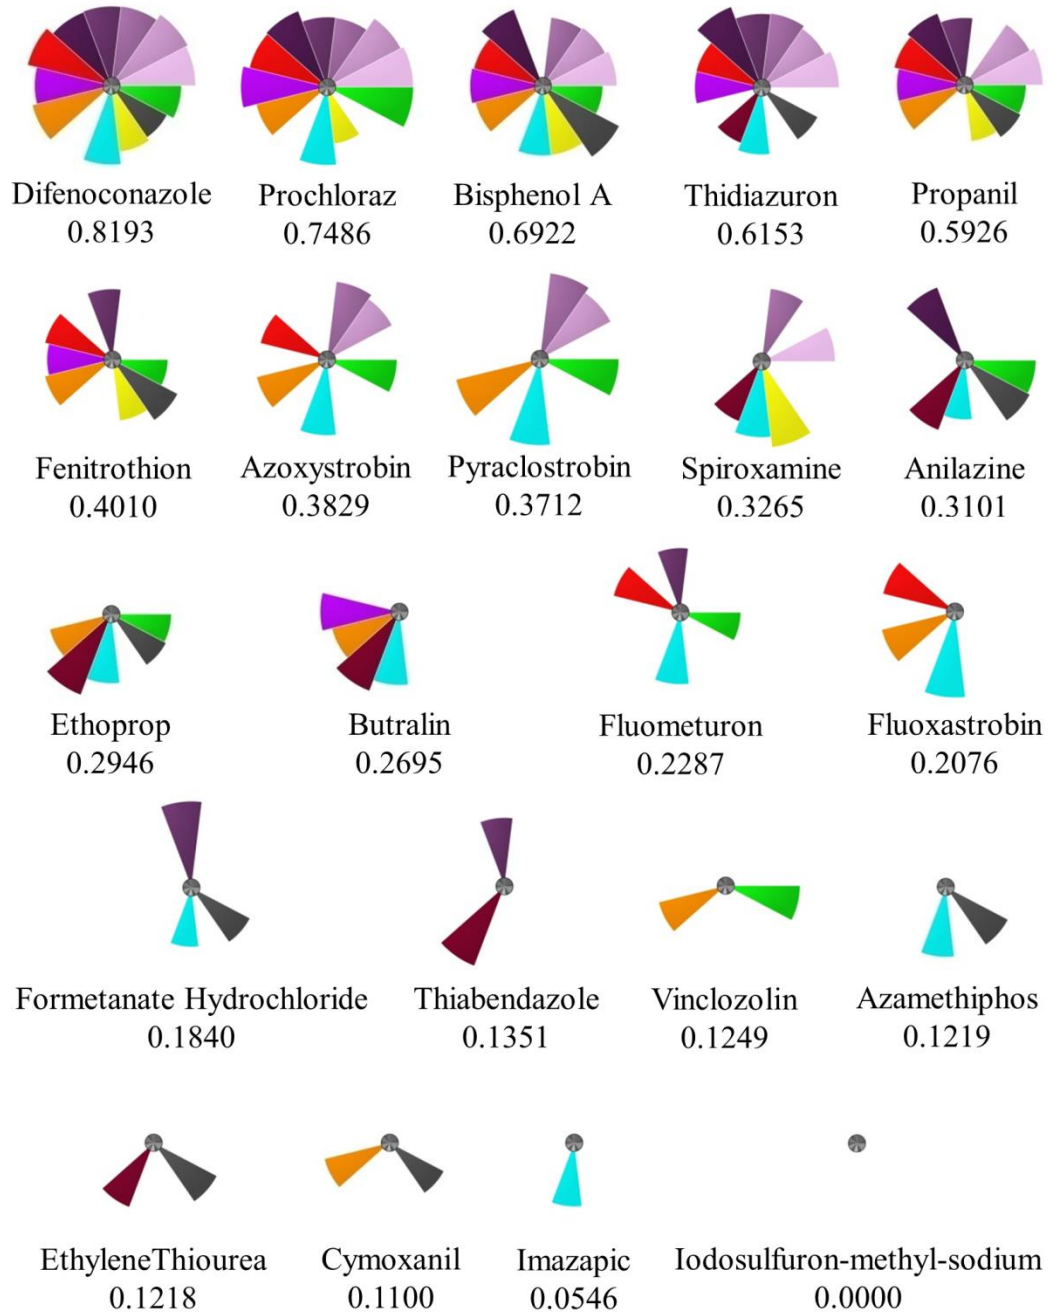 Difenoconazole Prochloraz Bisphenol A Thidiazuron Propanil
0.8193 0.7486 0.6922 0.6153 0.5926
Fenitrothion Azoxystrobin Pyraclostrobin Spiroxamine Anilazine
0.4010 0.3829 0.3712 0.3265 0.3101
Ethoprop Butralin Fluometuron Fluoxastrobin
0.2946 0.2695 0.2287 0.2076
Formetanate Hydrochloride Thiabendazole Vinclozolin Azamethiphos
0.1840 0.1351 0.1249 0.1219
EthyleneThiourea Cymoxanil Imazapic Iodosulfuron-methyl-sodium
0.1218 0.1100 0.0546 0.0000